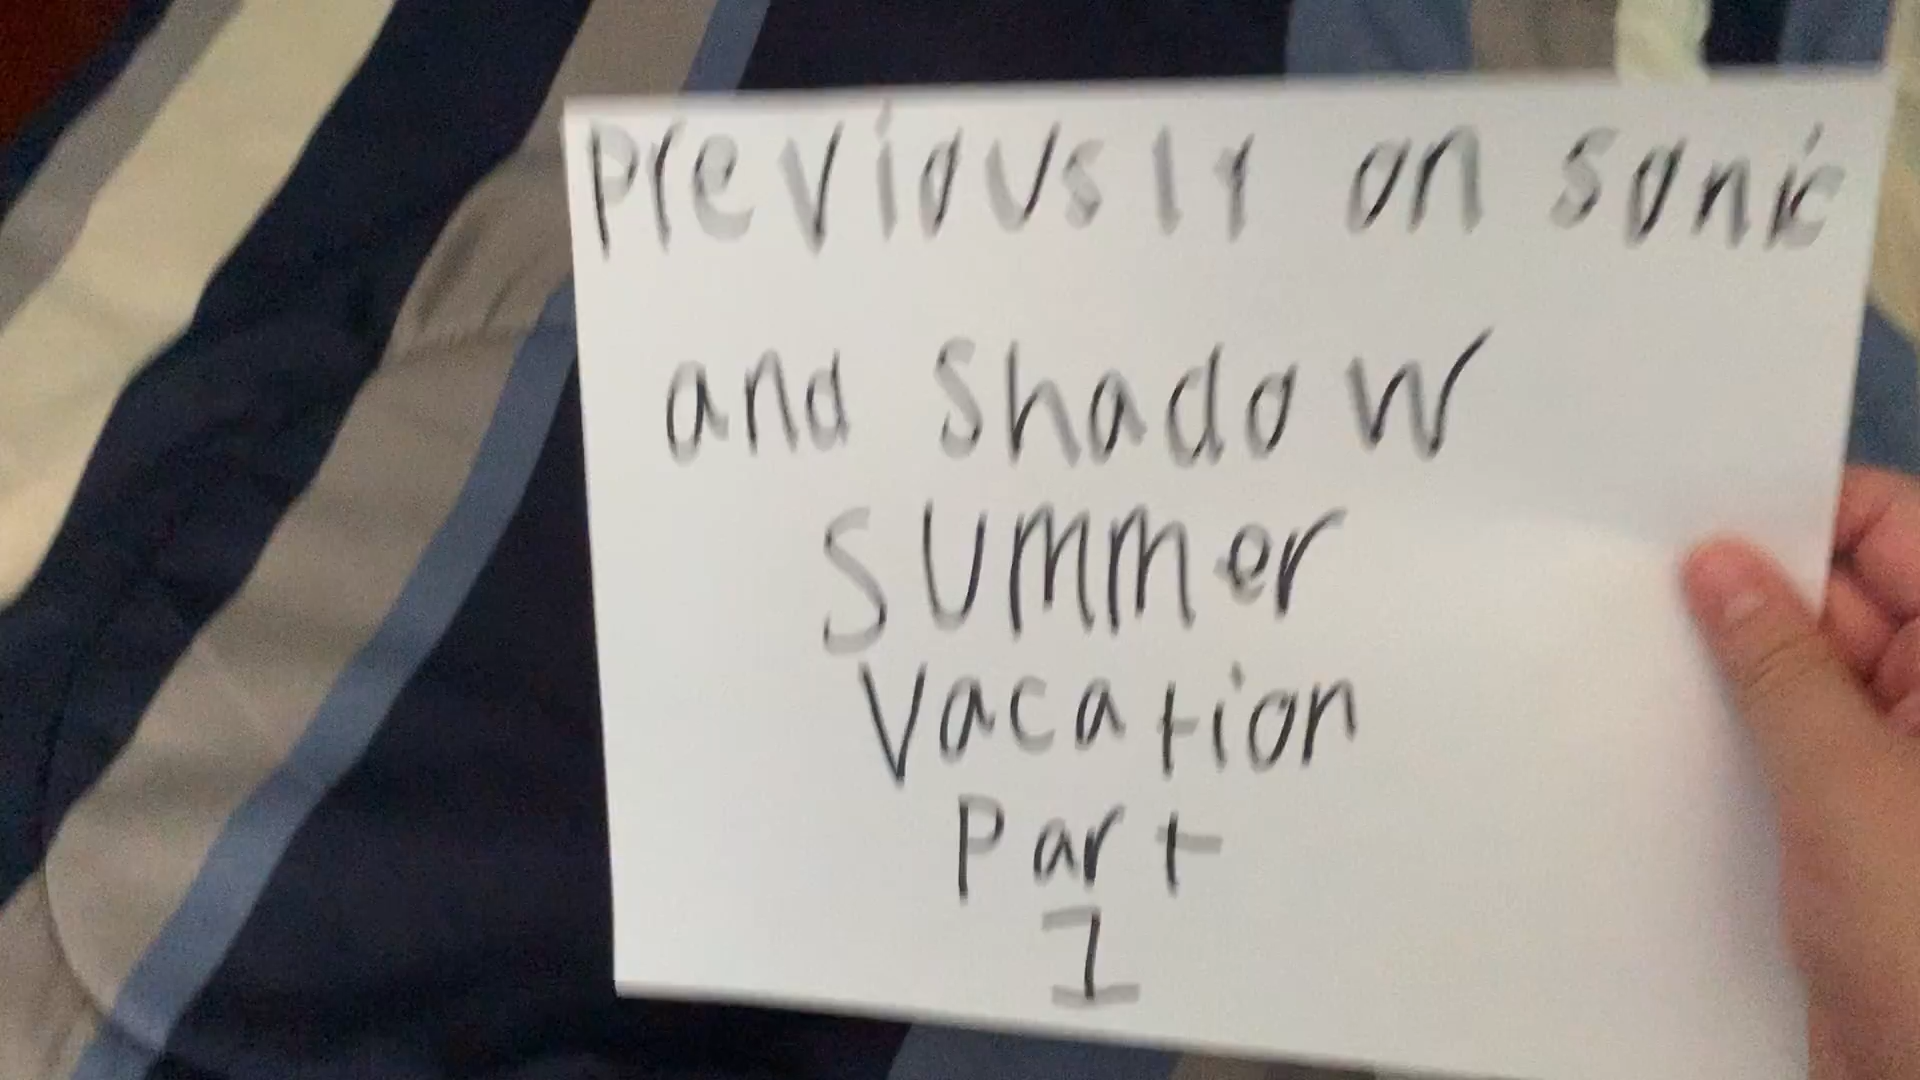 previously on sonic
and Shadow
summer
vacation
part
1